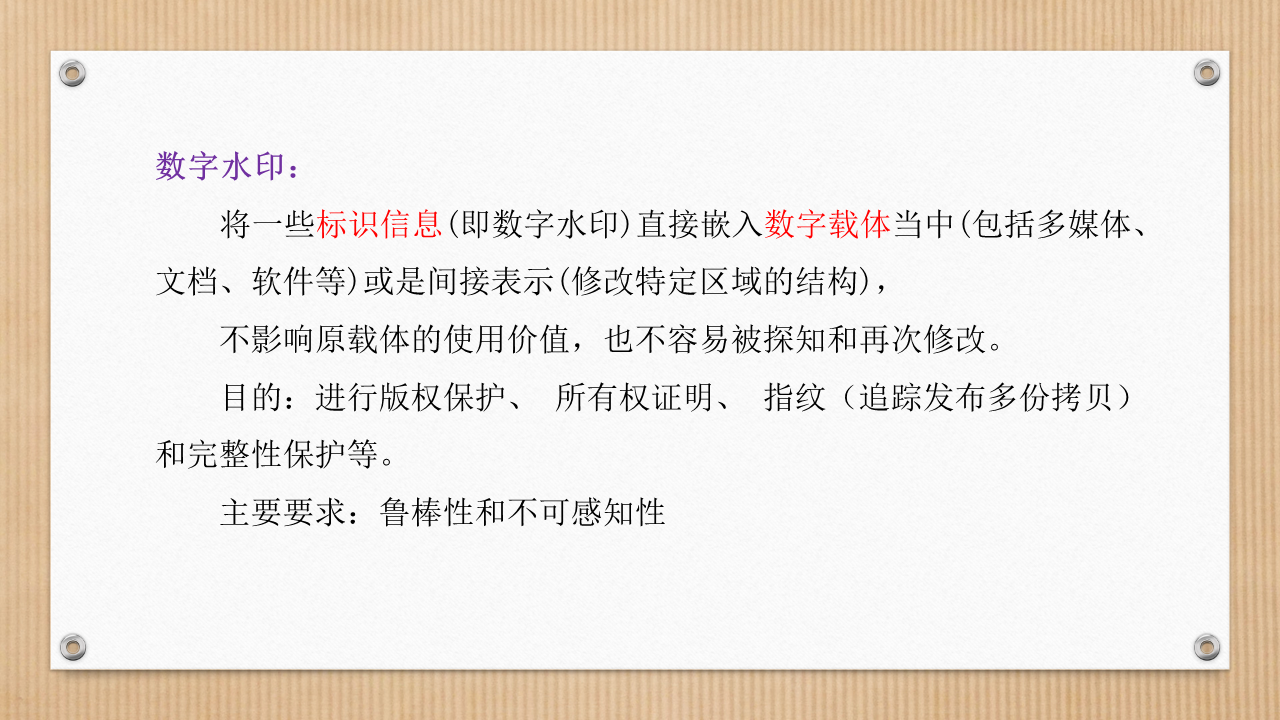 数字水印：
将一些标识信息(即数字水印)直接嵌入数字载体当中(包括多媒体、
文档、软件等)或是间接表示(修改特定区域的结构)，
不影响原载体的使用价值，也不容易被探知和再次修改。
目的：进行版权保护、 所有权证明、 指纹（追踪发布多份拷贝）
和完整性保护等。
主要要求：鲁棒性和不可感知性